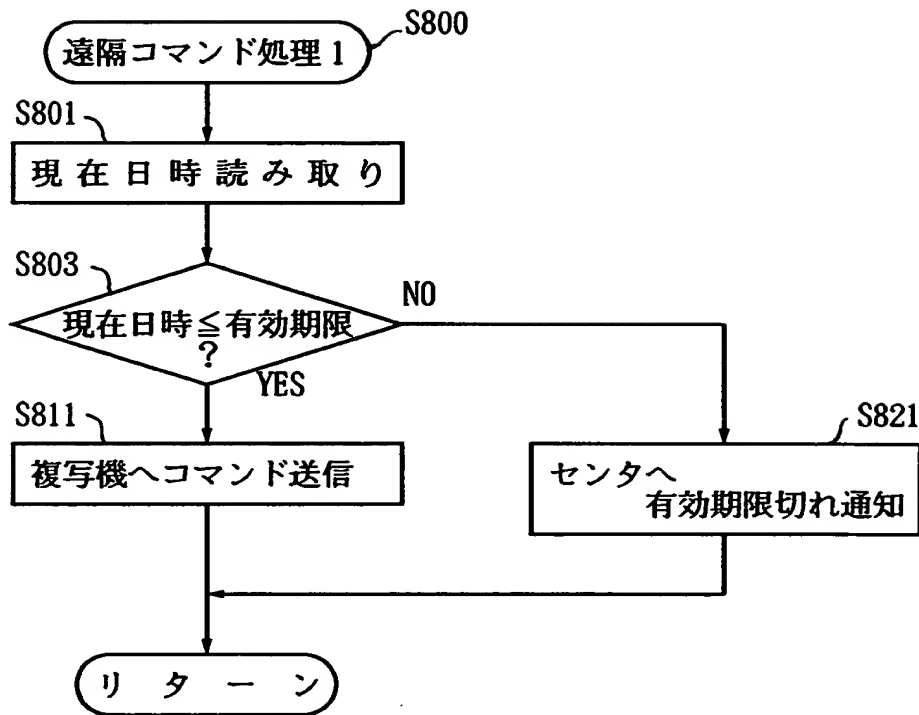 S800
遠隔コマンド処理1
S801
現在日時読み取り
S803
現在日時≦有効期限
?
NO
YES
S811
複写機へコマンド送信
S821
センタへ
有効期限切れ通知
リターン